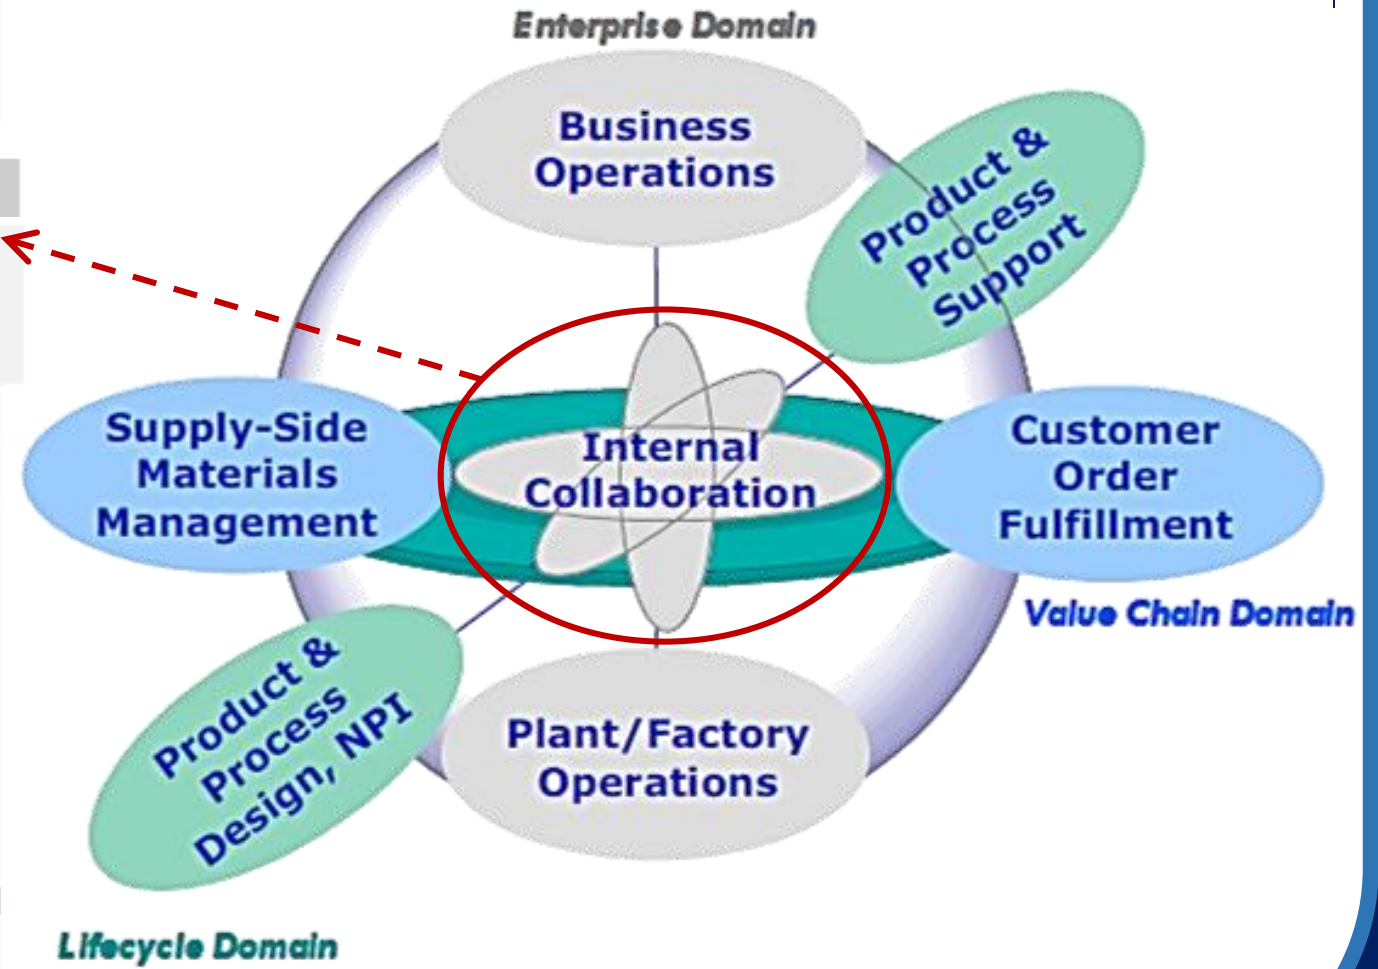 Enterprise Domain
Business
Operations
Product &
Process
Support
Supply-Side
Materials
Management
Internal
Collaboration
Customer
Order
Fulfillment
Value Chain Domain
Product &
Process
Design, NPI
Plant/Factory
Operations
Lifecycle Domain